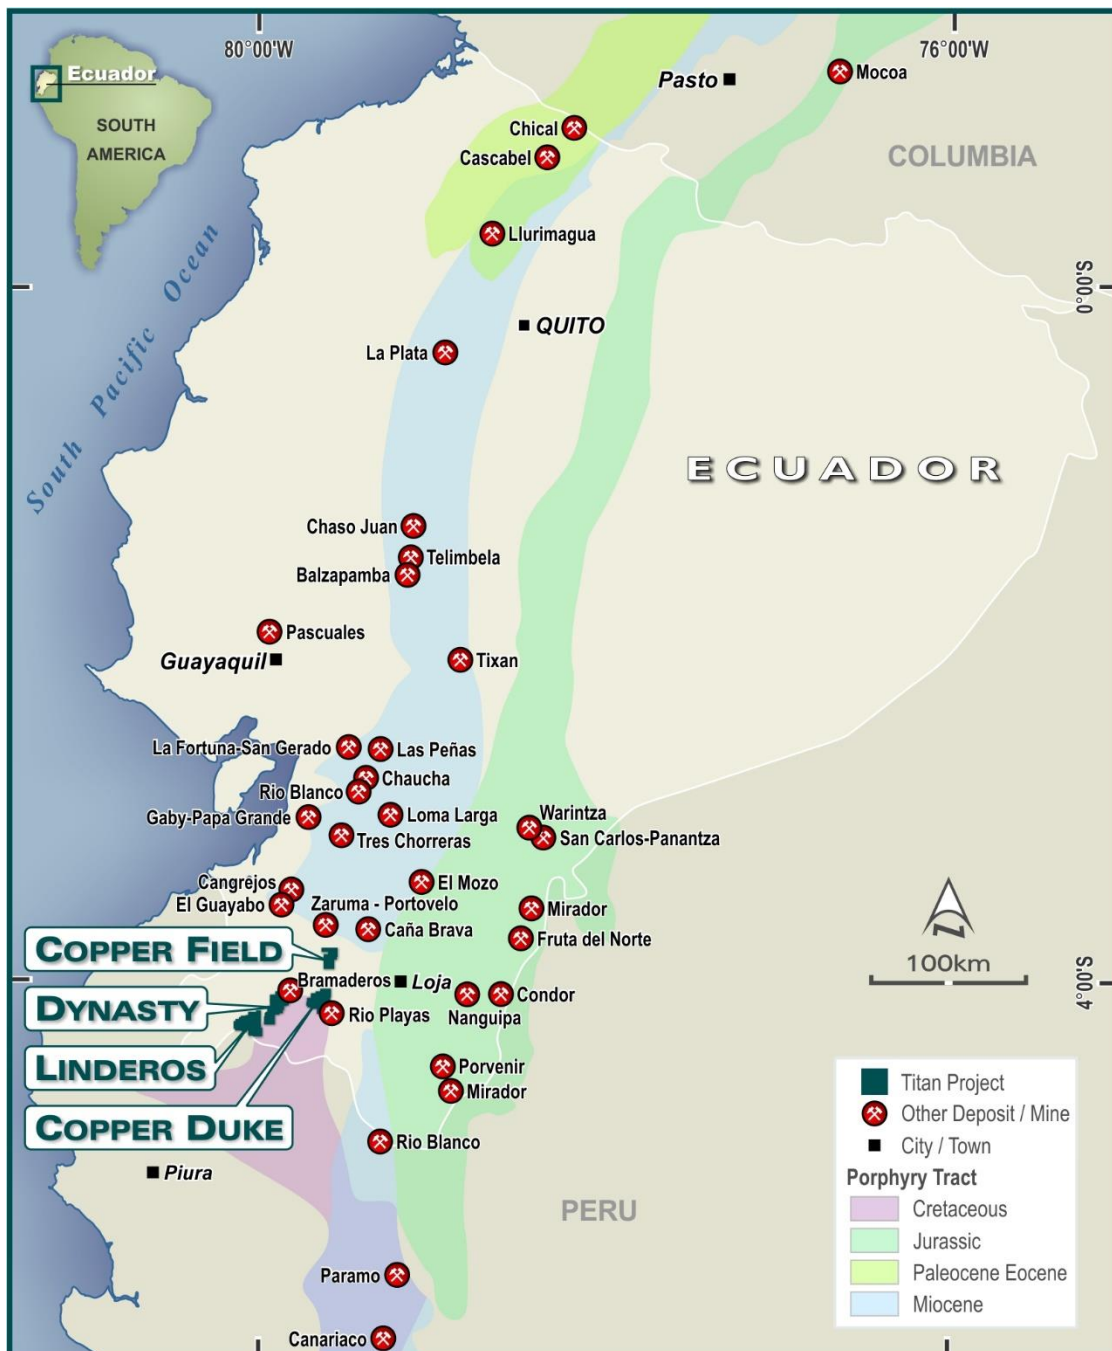 80°00'W
76°00'W
Ecuador
SOUTH
AMERICA
Pasto
Mocoa
Chical
Cascabel
COLUMBIA
Llurimagua
South Pacific Ocean
0°00'S
QUITO
La Plata
ECUADOR
Chaso Juan
Telimbela
Balzapamba
Pascuales
Guayaquil
Tixan
La Fortuna-San Gerado
Las Peñas
Chaucha
Rio Blanco
Gaby-Papa Grande
Loma Larga
Warintza
Tres Chorreras
San Carlos-Panantza
Cangrejos
El Mozo
El Guayabo
Zaruma - Portovelo
Mirador
Caña Brava
Fruta del Norte
N
COPPER FIELD
100km
Bramaderos
Loja
4°00'S
DYNASTY
Condor
Nanguipa
Rio Playas
LINDEROS
Porvenir
Mirador
COPPER DUKE
Rio Blanco
Piura
PERU
Paramo
Canariaco
Titan Project
Other Deposit / Mine
City / Town
Porphyry Tract
Cretaceous
Jurassic
Paleocene Eocene
Miocene